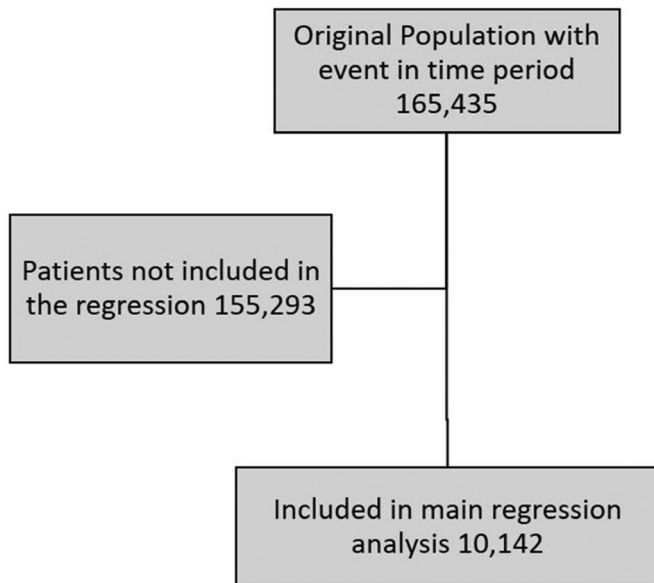 Original Population with
event in time period
165,435
Patients not included in
the regression 155,293
Included in main regression
analysis 10,142